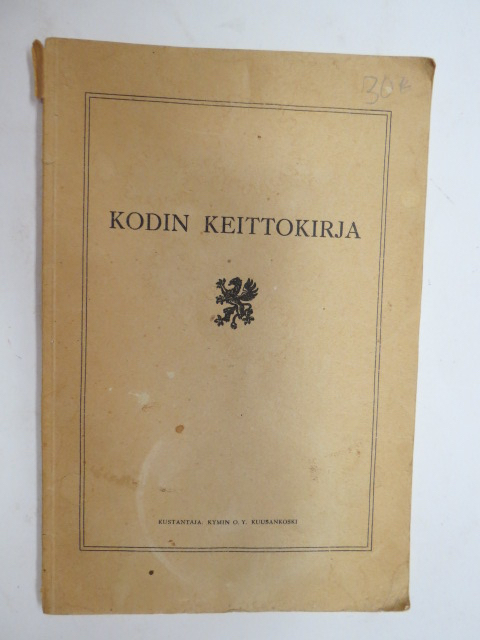 30€
KODIN KEITTOKIRJA
KUSTANTAJA: KYMIN O. Y. KUUSANKOSKI